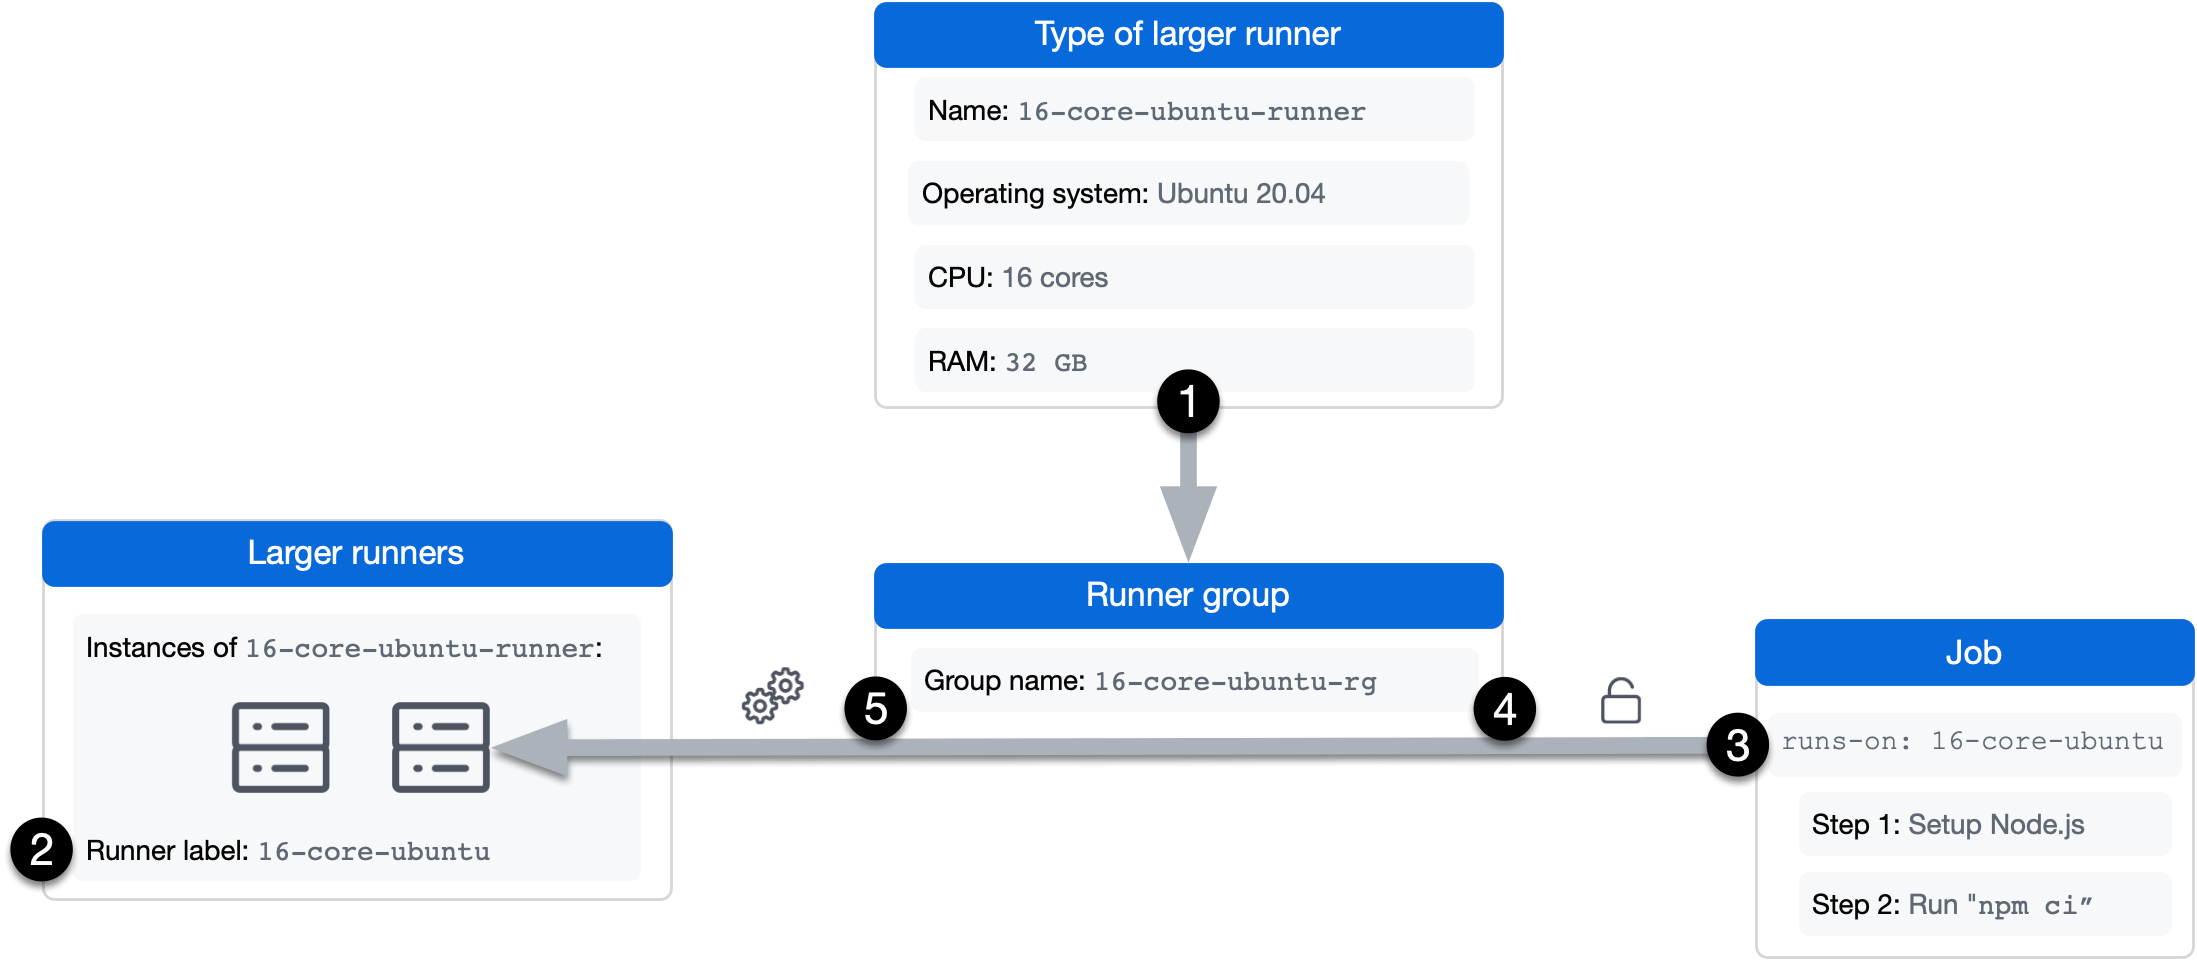 Type of larger runner
Name: 16-core-ubuntu-runner
Operating system: Ubuntu 20.04
CPU: 16 cores
RAM: 32 GB
1
Larger runners
Instances of 16-core-ubuntu-runner:
2
Runner label: 16-core-ubuntu
Runner group
Group name: 16-core-ubuntu-rg
5
4
Job
3
runs-on: 16-core-ubuntu
Step 1: Setup Node.js
Step 2: Run "npm ci”